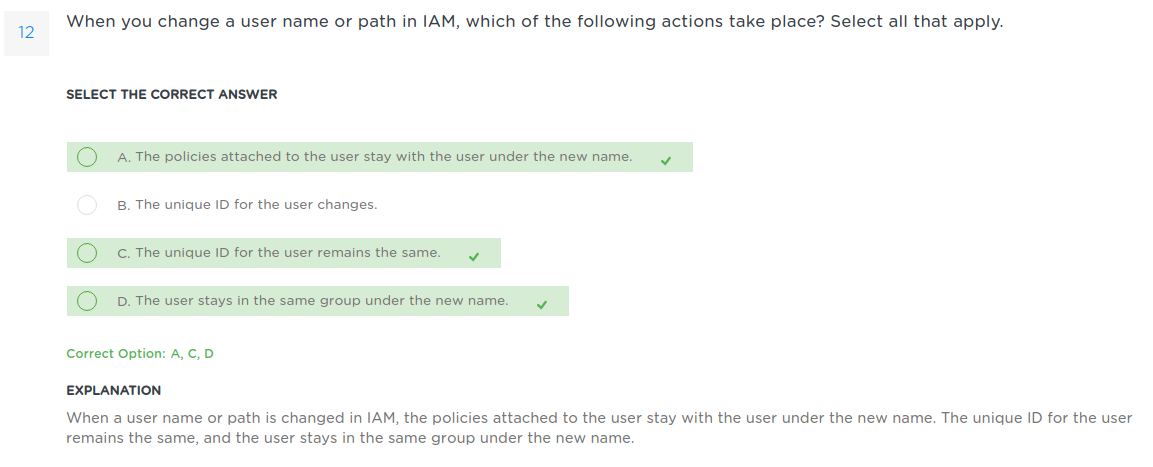 12
When you change a user name or path in IAM, which of the following actions take place? Select all that apply.
SELECT THE CORRECT ANSWER
A. The policies attached to the user stay with the user under the new name.
B. The unique ID for the user changes.
C. The unique ID for the user remains the same.
D. The user stays in the same group under the new name.
Correct Option: A, C, D
EXPLANATION
When a user name or path is changed in IAM, the policies attached to the user stay with the user under the new name. The unique ID for the user
remains the same, and the user stays in the same group under the new name.